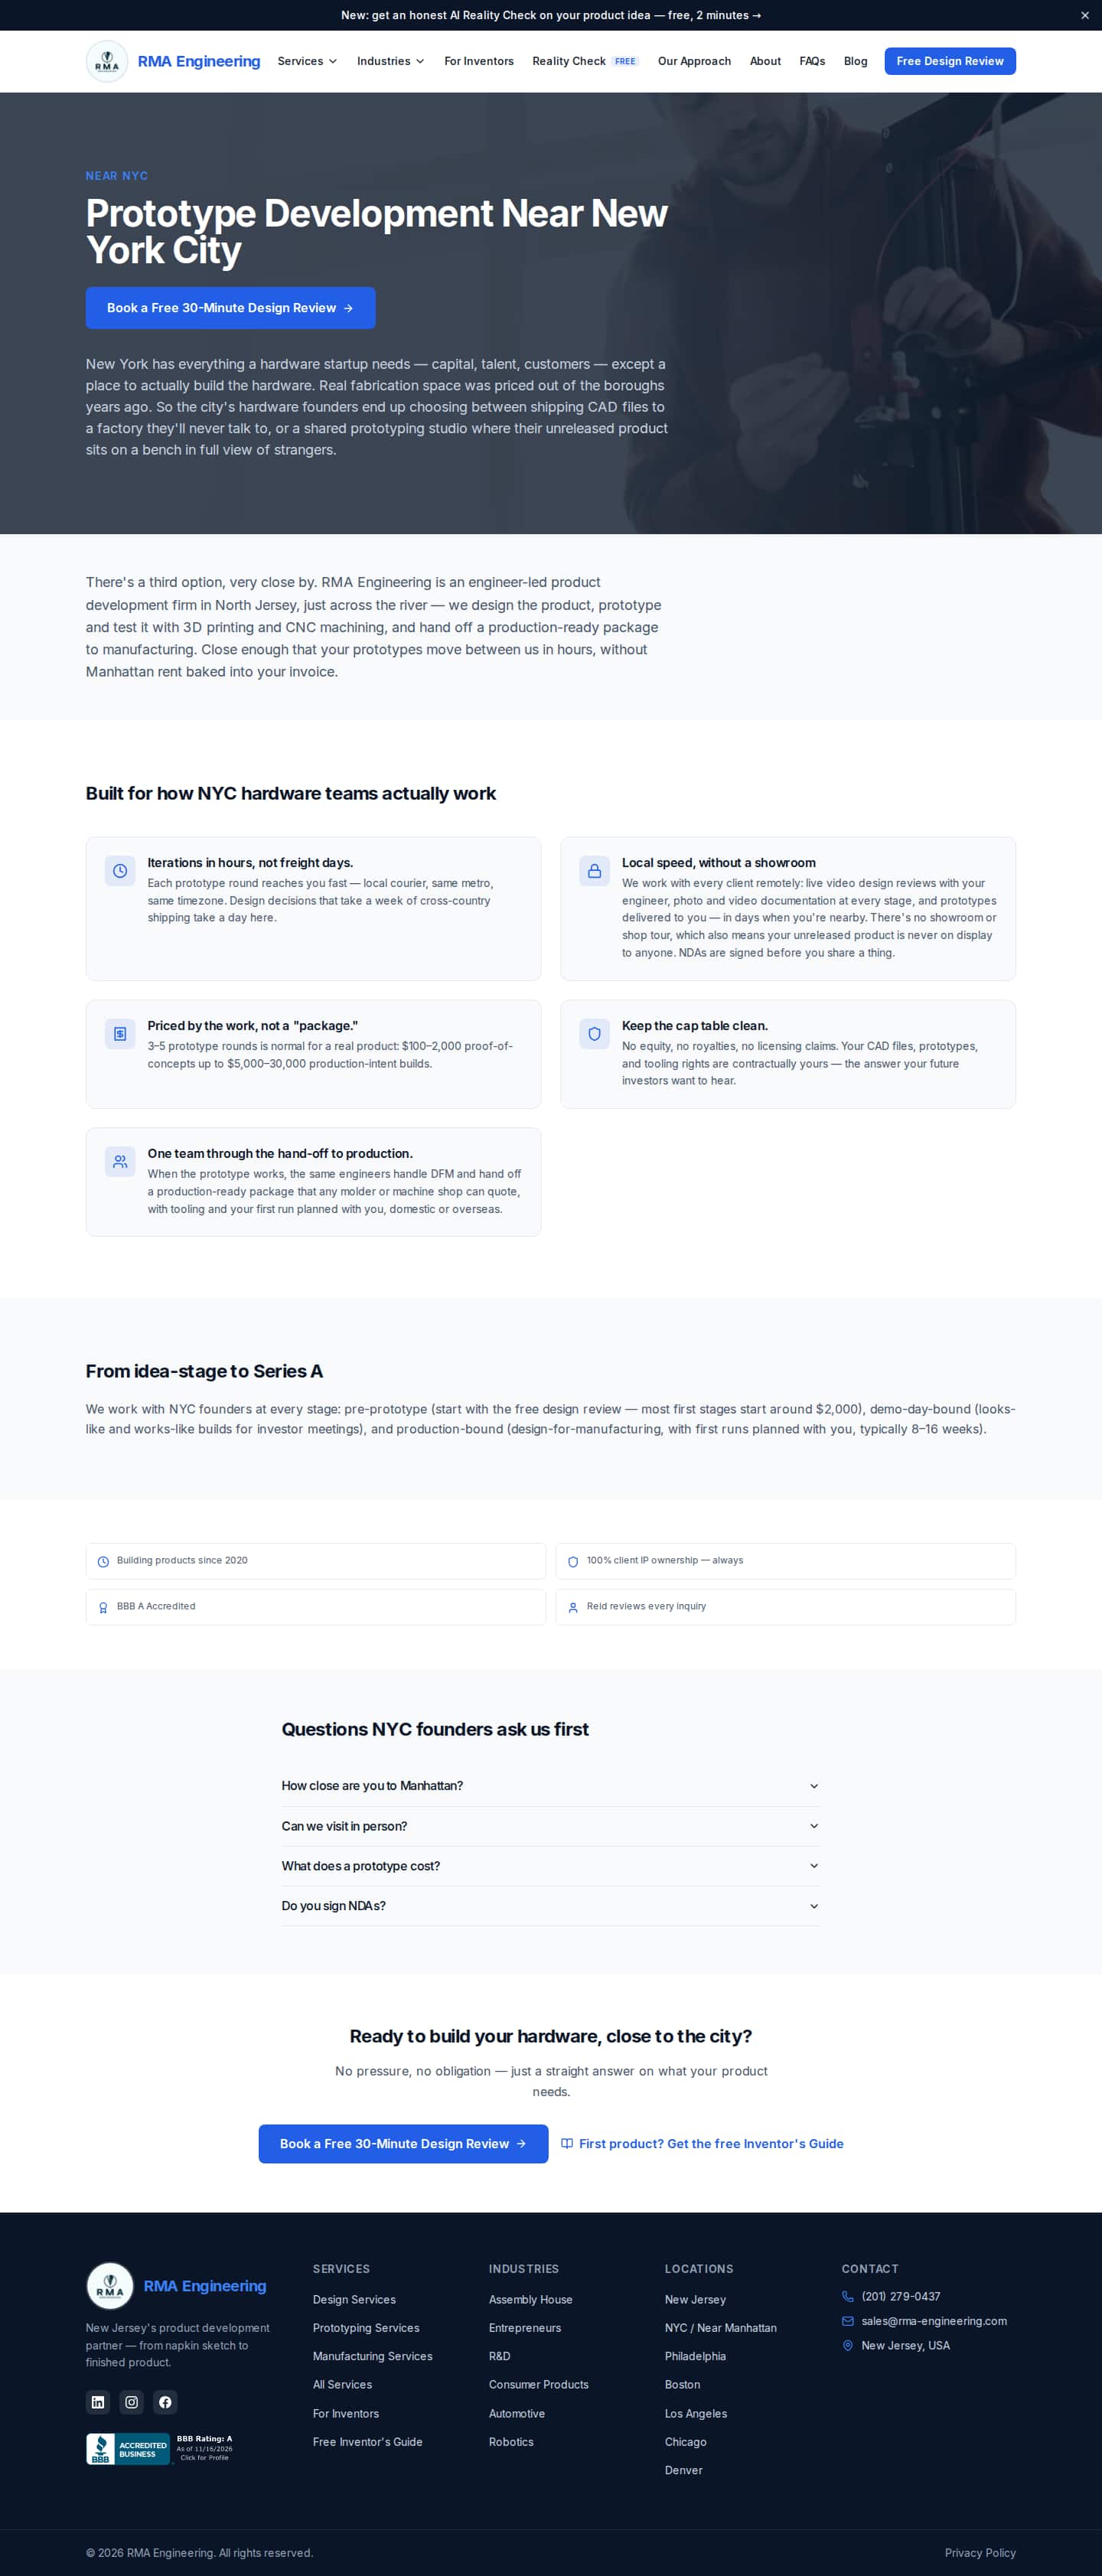 New: get an honest AI Reality Check on your product idea — free, 2 minutes →
RMA
RMA Engineering
Services
Industries
For Inventors
Reality Check FREE
Our Approach
About
FAQs
Blog
Free Design Review
NEAR NYC
Prototype Development Near New
York City
Book a Free 30-Minute Design Review →
New York has everything a hardware startup needs — capital, talent, customers — except a
place to actually build the hardware. Real fabrication space was priced out of the boroughs
years ago. So the city's hardware founders end up choosing between shipping CAD files to
a factory they'll never talk to, or a shared prototyping studio where their unreleased product
sits on a bench in full view of strangers.
There's a third option, very close by. RMA Engineering is an engineer-led product
development firm in North Jersey, just across the river — we design the product, prototype
and test it with 3D printing and CNC machining, and hand off a production-ready package
to manufacturing. Close enough that your prototypes move between us in hours, without
Manhattan rent baked into your invoice.
Built for how NYC hardware teams actually work
Iterations in hours, not freight days.
Each prototype round reaches you fast — local courier, same metro,
same timezone. Design decisions that take a week of cross-country
shipping take a day here.
Local speed, without a showroom
We work with every client remotely: live video design reviews with your
engineer, photo and video documentation at every stage, and prototypes
delivered to you — in days when you're nearby. There's no showroom or
shop tour, which also means your unreleased product is never on display
to anyone. NDAs are signed before you share a thing.
Priced by the work, not a "package."
3–5 prototype rounds is normal for a real product: $100–2,000 proof-of-
concepts up to $5,000–30,000 production-intent builds.
Keep the cap table clean.
No equity, no royalties, no licensing claims. Your CAD files, prototypes,
and tooling rights are contractually yours — the answer your future
investors want to hear.
One team through the hand-off to production.
When the prototype works, the same engineers handle DFM and hand off
a production-ready package that any molder or machine shop can quote,
with tooling and your first run planned with you, domestic or overseas.
From idea-stage to Series A
We work with NYC founders at every stage: pre-prototype (start with the free design review — most first stages start around $2,000), demo-day-bound (looks-
like and works-like builds for investor meetings), and production-bound (design-for-manufacturing, with first runs planned with you, typically 8–16 weeks).
Building products since 2020
100% client IP ownership — always
BBB A Accredited
Reid reviews every inquiry
Questions NYC founders ask us first
How close are you to Manhattan?
Can we visit in person?
What does a prototype cost?
Do you sign NDAs?
Ready to build your hardware, close to the city?
No pressure, no obligation — just a straight answer on what your product
needs.
Book a Free 30-Minute Design Review →
First product? Get the free Inventor's Guide
RMA
RMA Engineering
New Jersey's product development
partner — from napkin sketch to
finished product.
BBB
ACCREDITED
BUSINESS
BBB Rating: A
As of 11/16/2026
Click for Profile
SERVICES
Design Services
Prototyping Services
Manufacturing Services
All Services
For Inventors
Free Inventor's Guide
INDUSTRIES
Assembly House
Entrepreneurs
R&D
Consumer Products
Automotive
Robotics
LOCATIONS
New Jersey
NYC / Near Manhattan
Philadelphia
Boston
Los Angeles
Chicago
Denver
CONTACT
(201) 279-0437
sales@rma-engineering.com
New Jersey, USA
© 2026 RMA Engineering. All rights reserved.
Privacy Policy